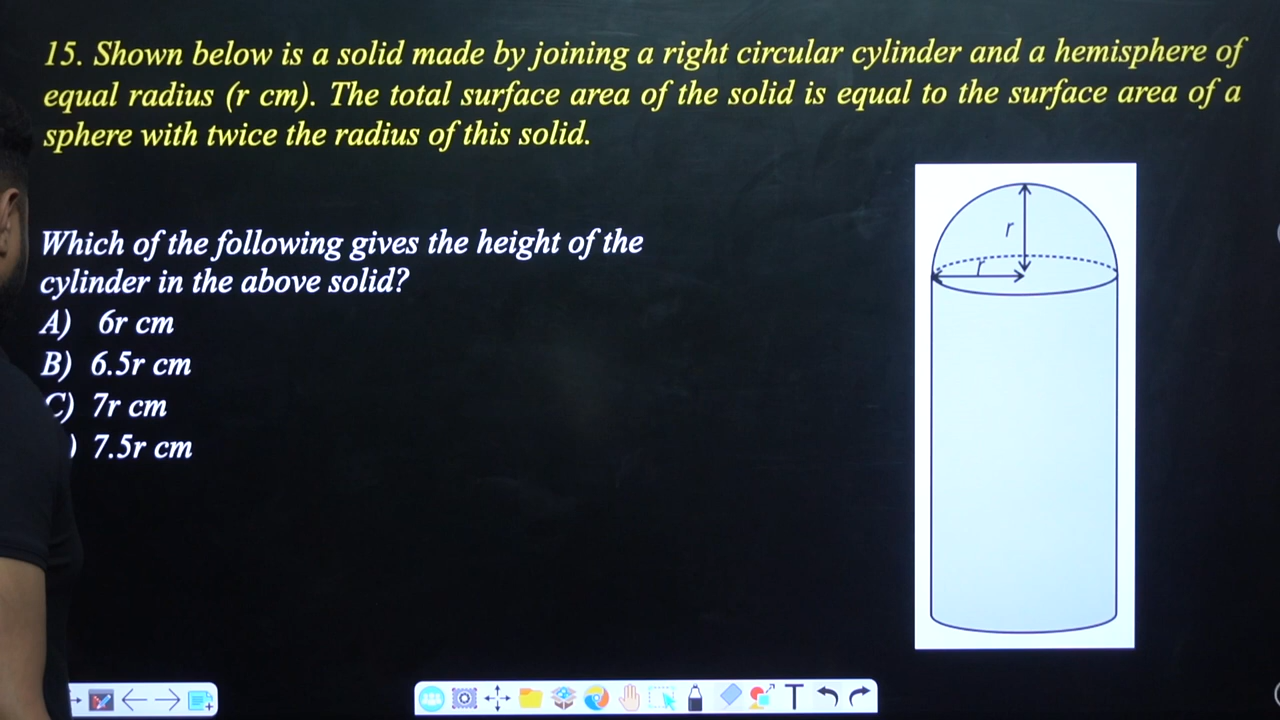 15. Shown below is a solid made by joining a right circular cylinder and a hemisphere of
equal radius (r cm). The total surface area of the solid is equal to the surface area of a
sphere with twice the radius of this solid.
Which of the following gives the height of the
cylinder in the above solid?
A) 6r cm
B) 6.5r cm
C) 7r cm
) 7.5r cm
r
r
T